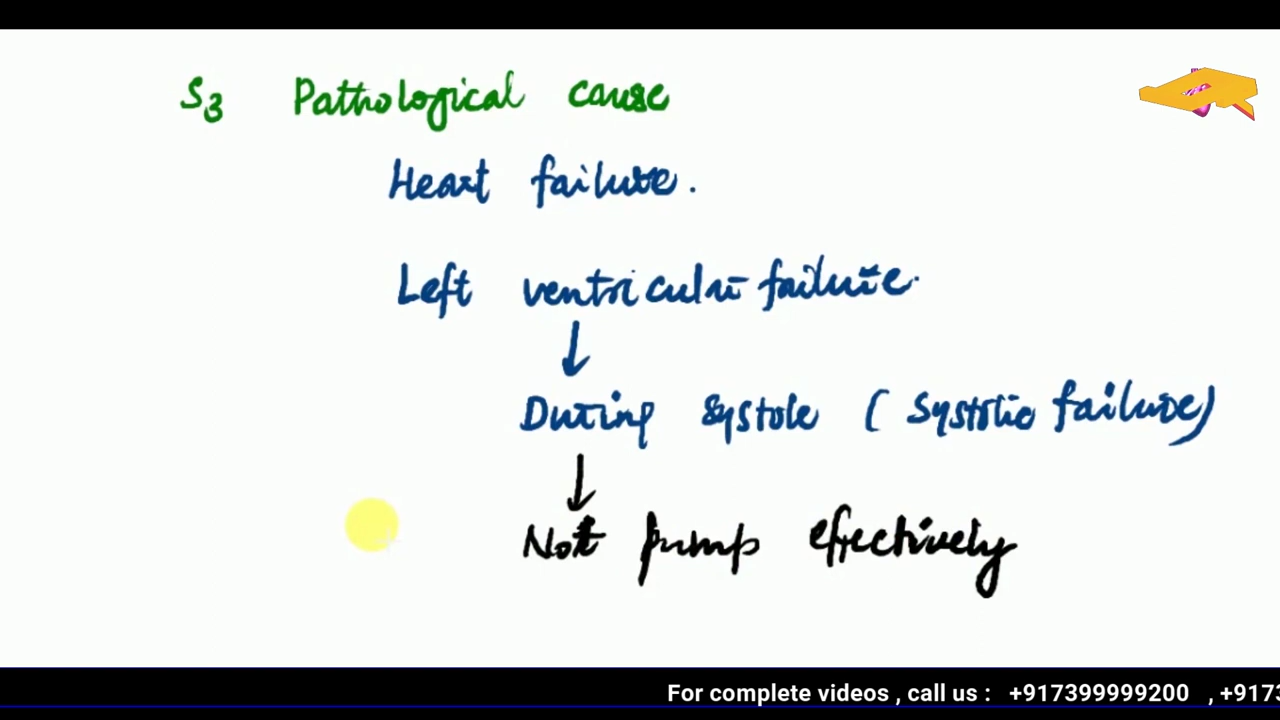 S3 Pathological cause
Heart failure.
Left ventricular failure.
↓
During systole ( Systolic failure)
↓
Not pump effectively
For complete videos , call us : +917399999200 , +9173